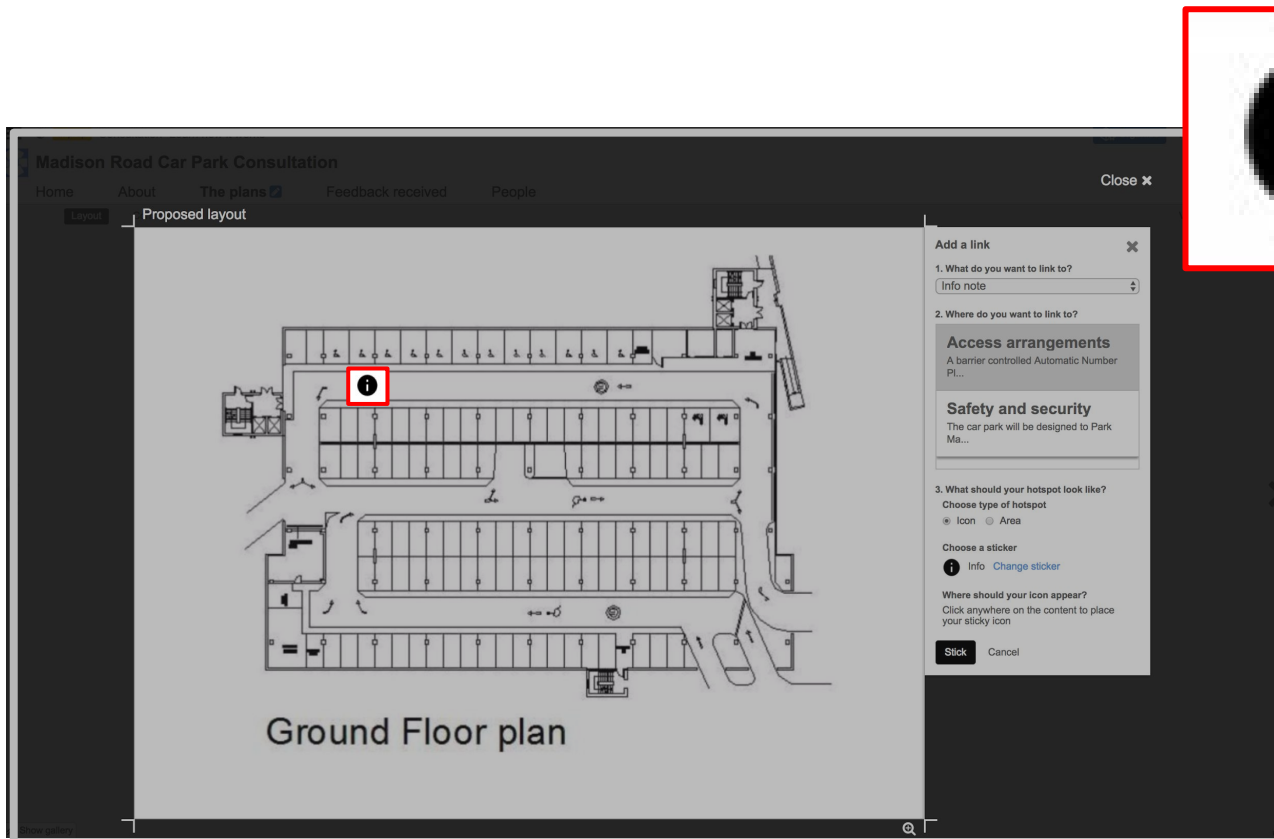 Madison Road Car Park Consultation
Home About The plans Feedback received People
Close ✖
Layout
Proposed layout
Add a link ✖
1. What do you want to link to?
Info note
2. Where do you want to link to?
Access arrangements
A barrier controlled Automatic Number
Pl...
Safety and security
The car park will be designed to Park
Ma...
3. What should your hotspot look like?
Choose type of hotspot
Icon Area
Choose a sticker
Info Change sticker
Where should your icon appear?
Click anywhere on the content to place
your sticky icon
Stick Cancel
Ground Floor plan
Show gallery